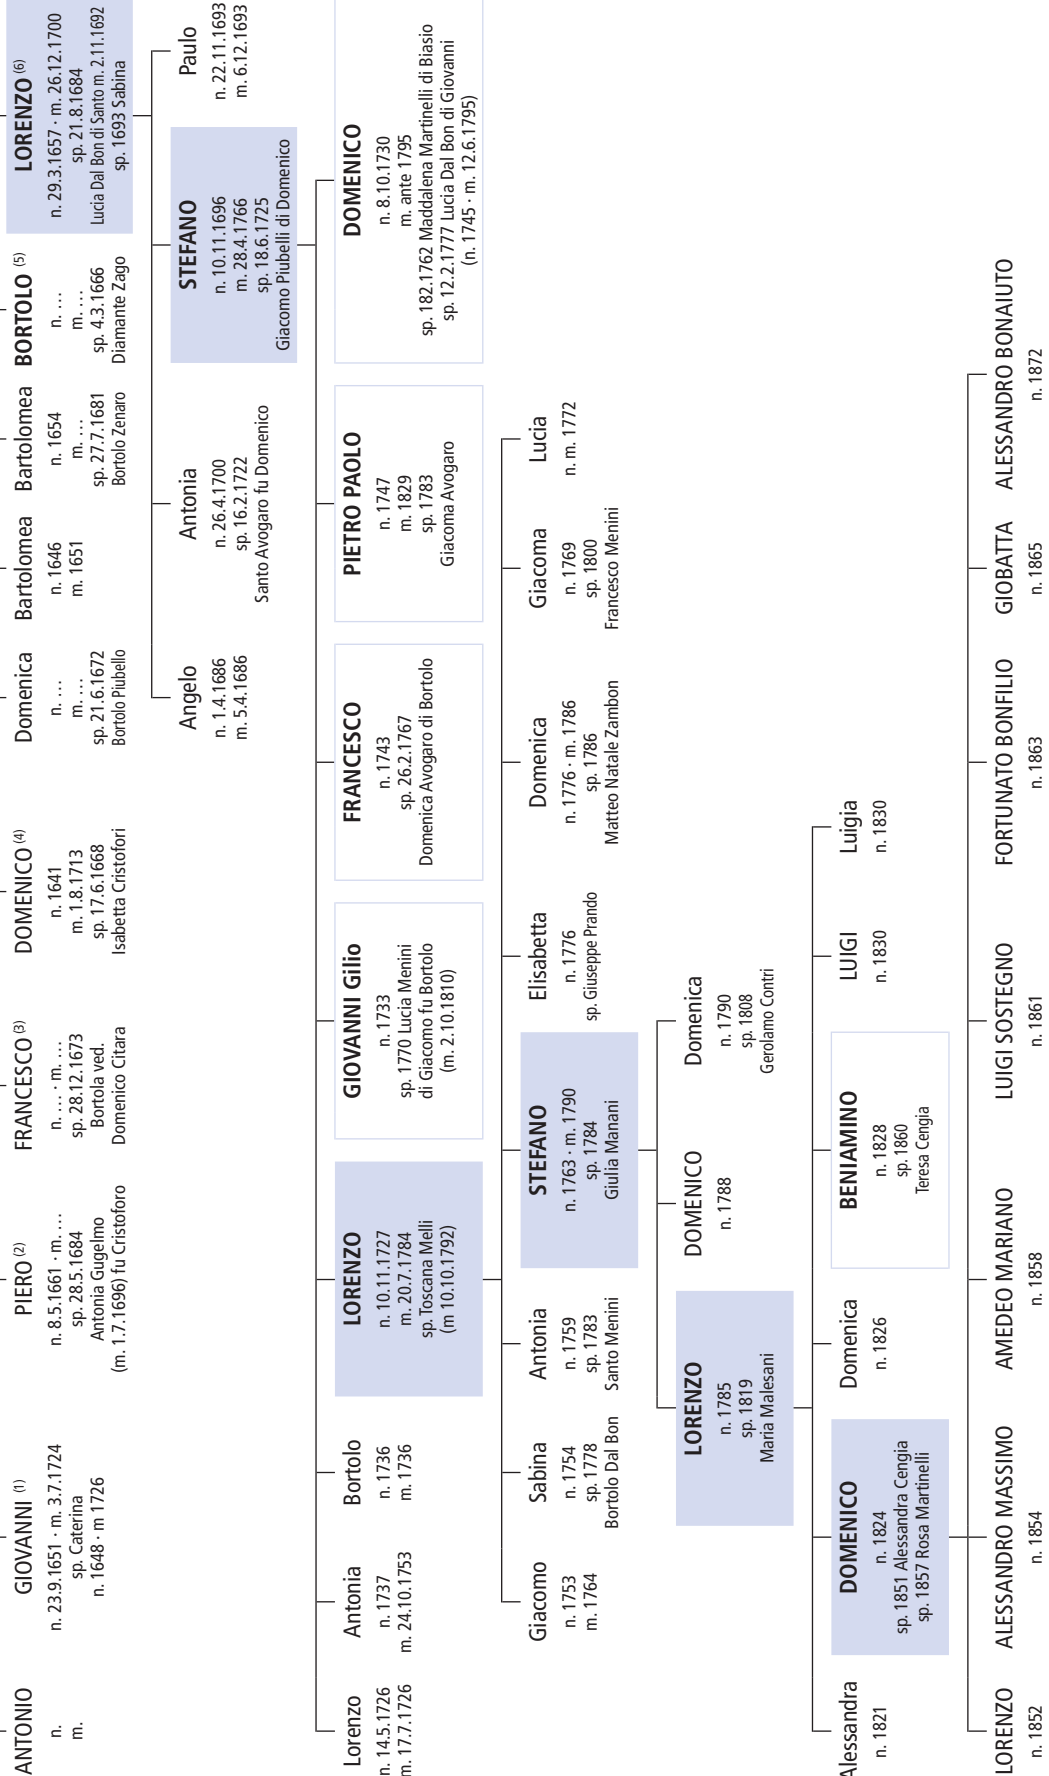 ANTONIO
n.
m.
GIOVANNI (1)
n. 23.9.1651 · m. 3.7.1724
sp. Caterina
n. 1648 · m 1726
PIERO (2)
n. 8.5.1661 · m. ...
sp. 28.5.1684
Antonia Gugelmo
(m. 1.7.1696) fu Cristoforo
FRANCESCO (3)
n. ... · m. ...
sp. 28.12.1673
Bortola ved.
Domenico Citara
DOMENICO (4)
n. 1641
m. 1.8.1713
sp. 17.6.1668
Isabetta Cristofori
Domenica
n. ...
m. ...
sp. 21.6.1672
Bortolo Piubello
Bartolomea
n. 1646
m. 1651
Bartolomea
n. 1654
m. ...
sp. 27.7.1681
Bortolo Zenaro
BORTOLO (5)
n. ...
m. ...
sp. 4.3.1666
Diamante Zago
LORENZO (6)
n. 29.3.1657 · m. 26.12.1700
sp. 21.8.1684
Lucia Dal Bon di Santo m. 2.11.1692
sp. 1693 Sabina
Angelo
n. 1.4.1686
m. 5.4.1686
Antonia
n. 26.4.1700
sp. 16.2.1722
Santo Avogaro fu Domenico
STEFANO
n. 10.11.1696
m. 28.4.1766
sp. 18.6.1725
Giacomo Piubelli di Domenico
Paulo
n. 22.11.1693
m. 6.12.1693
Lorenzo
n. 14.5.1726
m. 17.7.1726
Antonia
n. 1737
m. 24.10.1753
Bortolo
n. 1736
m. 1736
LORENZO
n. 10.11.1727
m. 20.7.1784
sp. Toscana Melli
(m 10.10.1792)
GIOVANNI Gilio
n. 1733
sp. 1770 Lucia Menini
di Giacomo fu Bortolo
(m. 2.10.1810)
FRANCESCO
n. 1743
sp. 26.2.1767
Domenica Avogaro di Bortolo
PIETRO PAOLO
n. 1747
m. 1829
sp. 1783
Giacoma Avogaro
DOMENICO
n. 8.10.1730
m. ante 1795
sp. 182.1762 Maddalena Martinelli di Biasio
sp. 12.2.1777 Lucia Dal Bon di Giovanni
(n. 1745 · m. 12.6.1795)
Giacomo
n. 1753
m. 1764
Sabina
n. 1754
sp. 1778
Bortolo Dal Bon
Antonia
n. 1759
sp. 1783
Santo Menini
STEFANO
n. 1763 · m. 1790
sp. 1784
Giulia Manani
Elisabetta
n. 1776
sp. Giuseppe Prando
Domenica
n. 1776 · m. 1786
sp. 1786
Matteo Natale Zambon
Giacoma
n. 1769
sp. 1800
Francesco Menini
Lucia
n. m. 1772
LORENZO
n. 1785
sp. 1819
Maria Malesani
DOMENICO
n. 1788
Domenica
n. 1790
sp. 1808
Gerolamo Contri
Alessandra
n. 1821
DOMENICO
n. 1824
sp. 1851 Alessandra Cengia
sp. 1857 Rosa Martinelli
Domenica
n. 1826
BENIAMINO
n. 1828
sp. 1860
Teresa Cengia
LUIGI
n. 1830
Luigia
n. 1830
LORENZO
n. 1852
ALESSANDRO MASSIMO
n. 1854
AMEDEO MARIANO
n. 1858
LUIGI SOSTEGNO
n. 1861
FORTUNATO BONFILIO
n. 1863
GIOBATTA
n. 1865
ALESSANDRO BONAIUTO
n. 1872